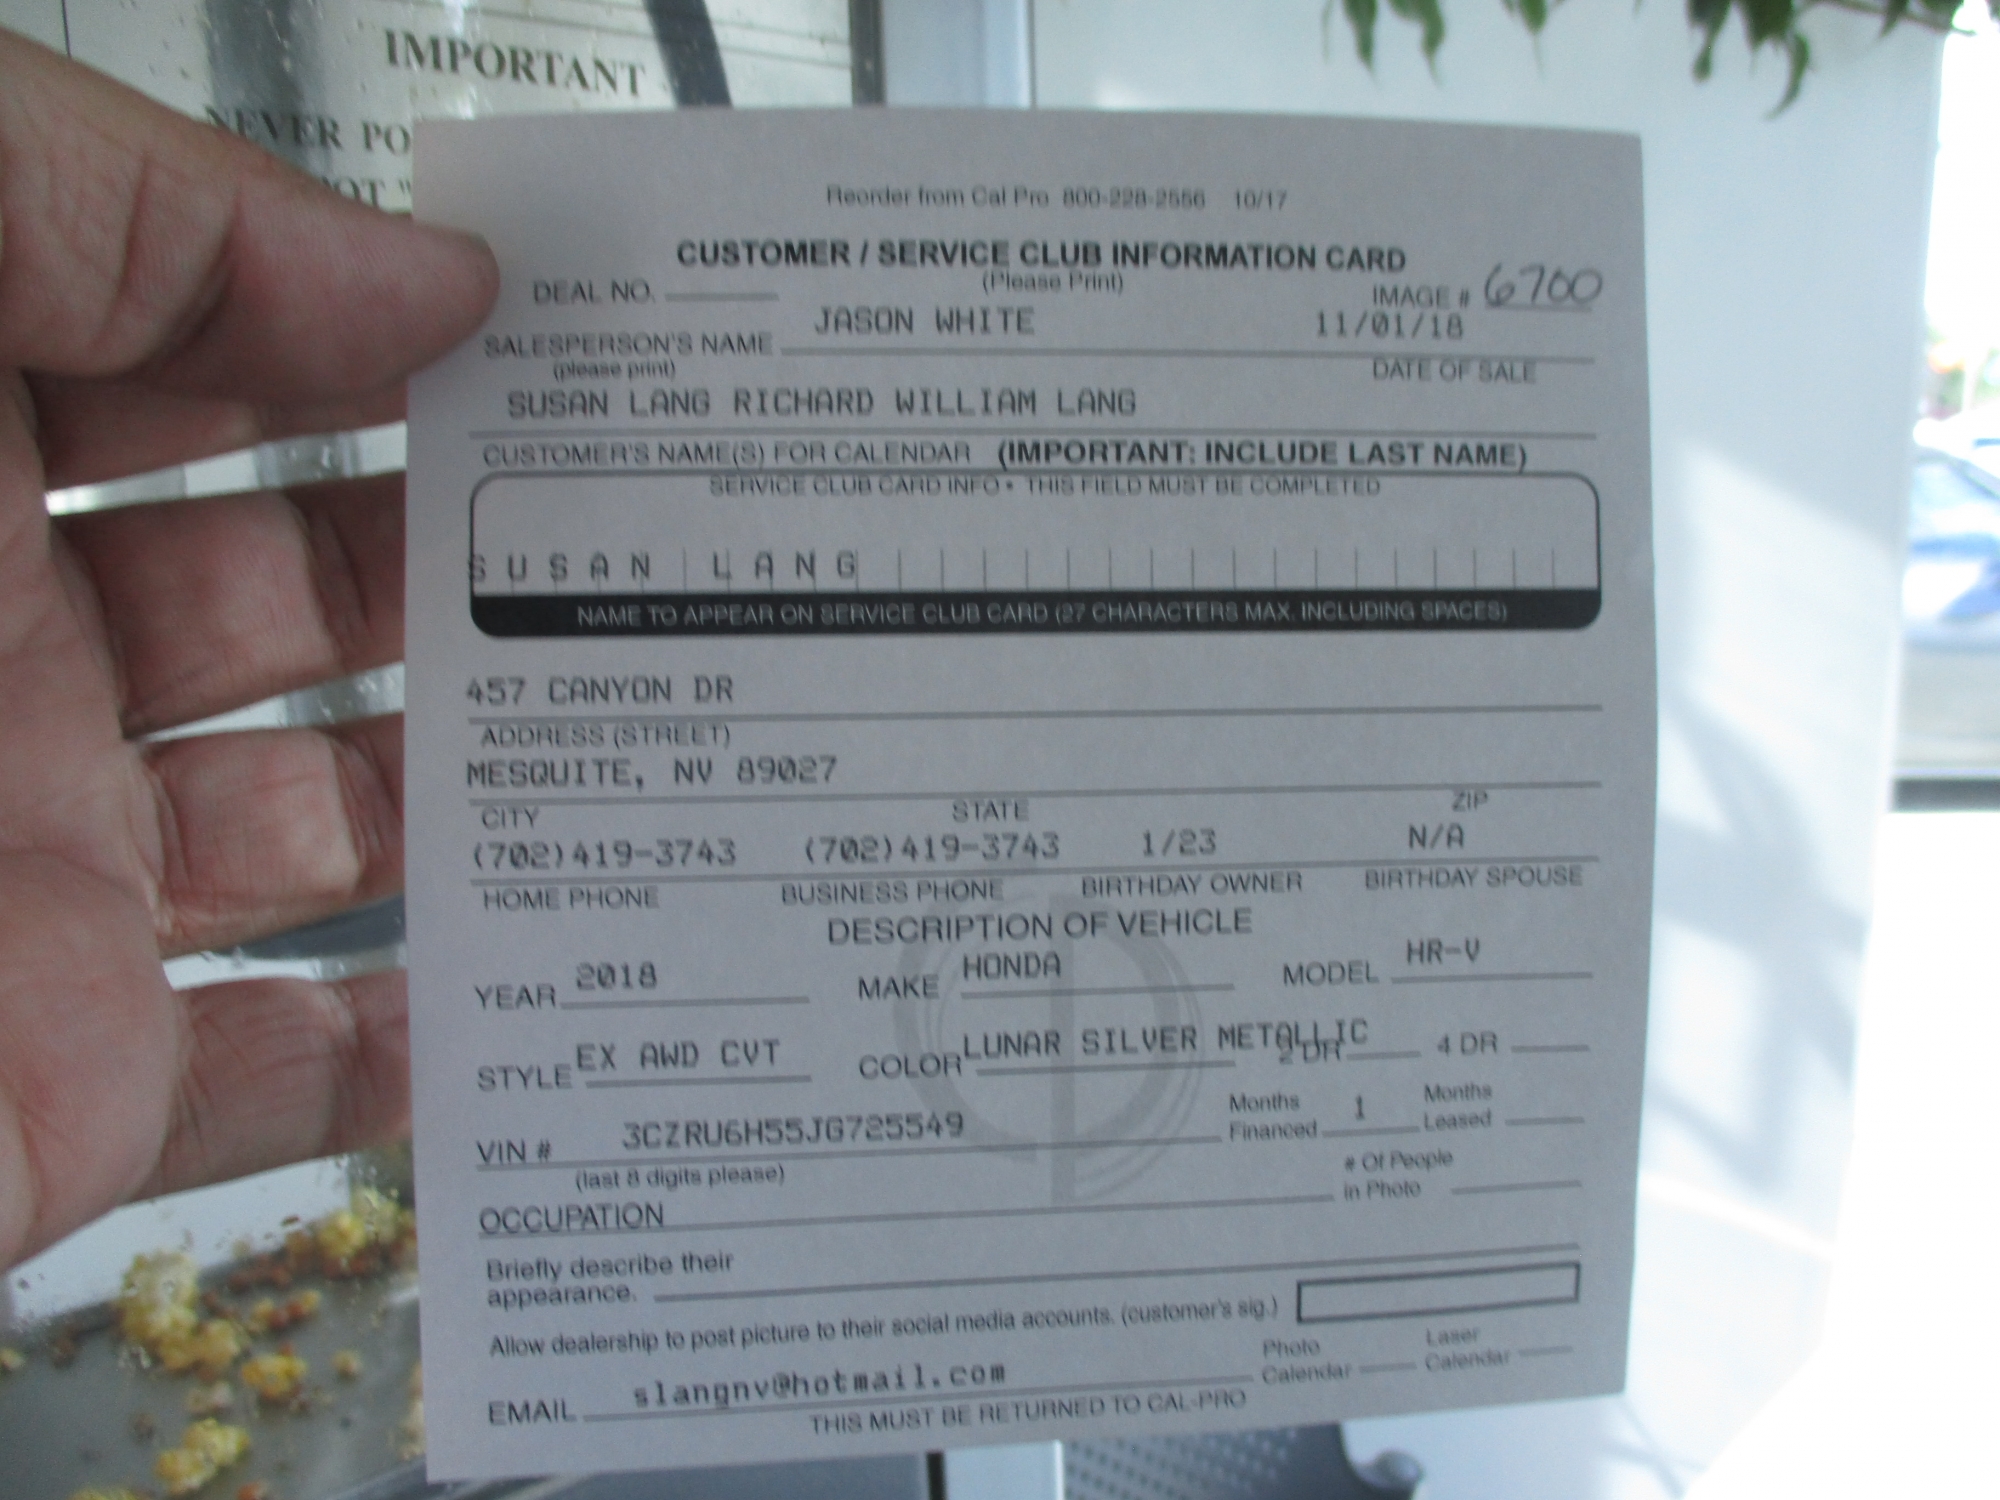 IMPORTANT
NEVER PO
OT "
Reorder from Cal Pro 800-228-2556 10/17
CUSTOMER / SERVICE CLUB INFORMATION CARD
(Please Print)
DEAL NO. IMAGE # 6700
JASON WHITE 11/01/18
SALESPERSON'S NAME DATE OF SALE
(please print)
SUSAN LANG RICHARD WILLIAM LANG
CUSTOMER'S NAME(S) FOR CALENDAR (IMPORTANT: INCLUDE LAST NAME)
SERVICE CLUB CARD INFO • THIS FIELD MUST BE COMPLETED
SUSAN LANG
NAME TO APPEAR ON SERVICE CLUB CARD (27 CHARACTERS MAX. INCLUDING SPACES)
457 CANYON DR
ADDRESS (STREET)
MESQUITE, NV 89027
CITY STATE ZIP
(702)419-3743 (702)419-3743 1/23 N/A
HOME PHONE BUSINESS PHONE BIRTHDAY OWNER BIRTHDAY SPOUSE
DESCRIPTION OF VEHICLE
YEAR 2018 MAKE HONDA MODEL HR-V
STYLE EX AWD CVT COLOR LUNAR SILVER METALLIC 2 DR 4 DR
VIN # 3CZRU6H55JG725549 Months Financed 1 Months Leased
(last 8 digits please)
OCCUPATION # Of People in Photo
Briefly describe their
appearance.
Allow dealership to post picture to their social media accounts. (customer's sig.)
EMAIL slangnv@hotmail.com Photo Calendar Laser Calendar
THIS MUST BE RETURNED TO CAL-PRO